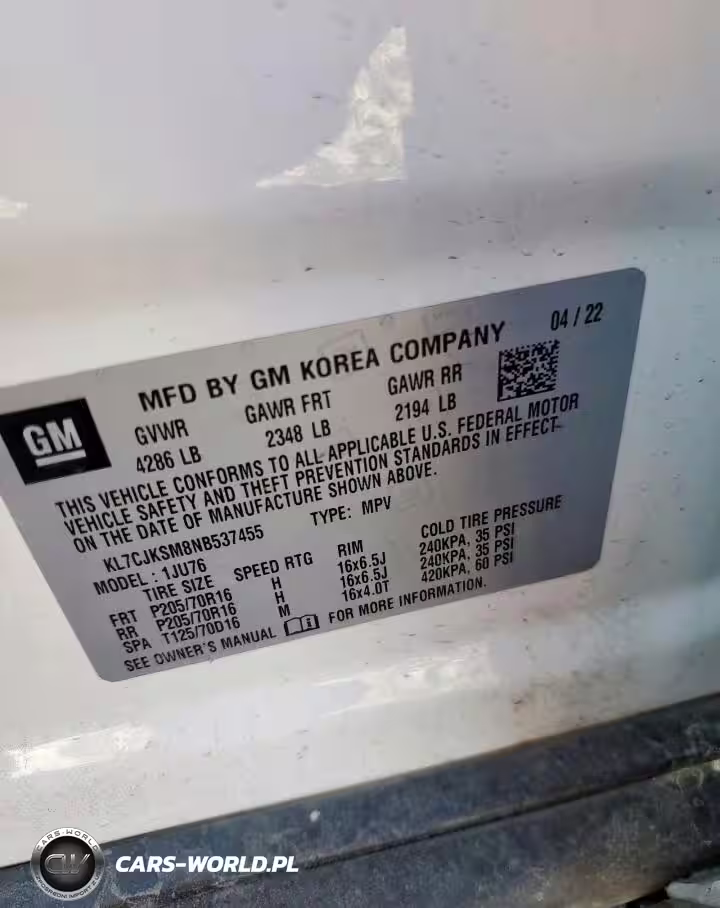 MFD BY GM KOREA COMPANY 04 / 22
GM
GVWR GAWR FRT GAWR RR
4286 LB 2348 LB 2194 LB
THIS VEHICLE CONFORMS TO ALL APPLICABLE U.S. FEDERAL MOTOR
VEHICLE SAFETY AND THEFT PREVENTION STANDARDS IN EFFECT
ON THE DATE OF MANUFACTURE SHOWN ABOVE.
KL7CJKSM8NB537455 TYPE: MPV
MODEL : 1JU76
TIRE SIZE SPEED RTG RIM COLD TIRE PRESSURE
FRT P205/70R16 H 16x6.5J 240KPA, 35 PSI
RR P205/70R16 H 16x6.5J 240KPA, 35 PSI
SPA T125/70D16 M 16x4.0T 420KPA, 60 PSI
SEE OWNER'S MANUAL FOR MORE INFORMATION.
CARS-WORLD
CARS-WORLD.PL